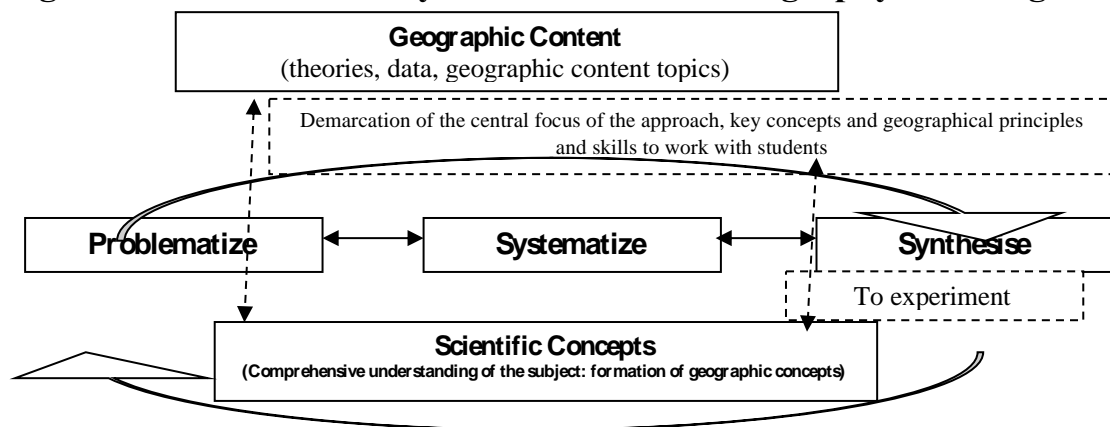 Geographic Content
(theories, data, geographic content topics)
Demarcation of the central focus of the approach, key concepts and geographical principles
and skills to work with students
Problematize
Systematize
Synthesise
To experiment
Scientific Concepts
(Comprehensive understanding of the subject: formation of geographic concepts)